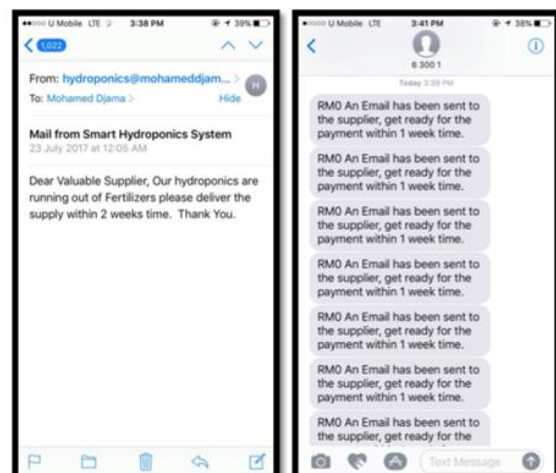 U Mobile LTE 3:38 PM 39%
1,022
From: hydroponics@mohameddjam...
H
To: Mohamed Djama
Hide
Mail from Smart Hydroponics System
23 July 2017 at 12:05 AM
Dear Valuable Supplier, Our hydroponics are
running out of Fertilizers please deliver the
supply within 2 weeks time. Thank You.
U Mobile LTE 3:41 PM 38%
6 300 1
Today 3:39 PM
RM0 An Email has been sent to
the supplier, get ready for the
payment within 1 week time.
RM0 An Email has been sent to
the supplier, get ready for the
payment within 1 week time.
RM0 An Email has been sent to
the supplier, get ready for the
payment within 1 week time.
RM0 An Email has been sent to
the supplier, get ready for the
payment within 1 week time.
RM0 An Email has been sent to
the supplier, get ready for the
payment within 1 week time.
RM0 An Email has been sent to
the supplier, get ready for the
payment within 1 week time.
RM0 An Email has been sent to
the supplier, get ready for the
Text Message